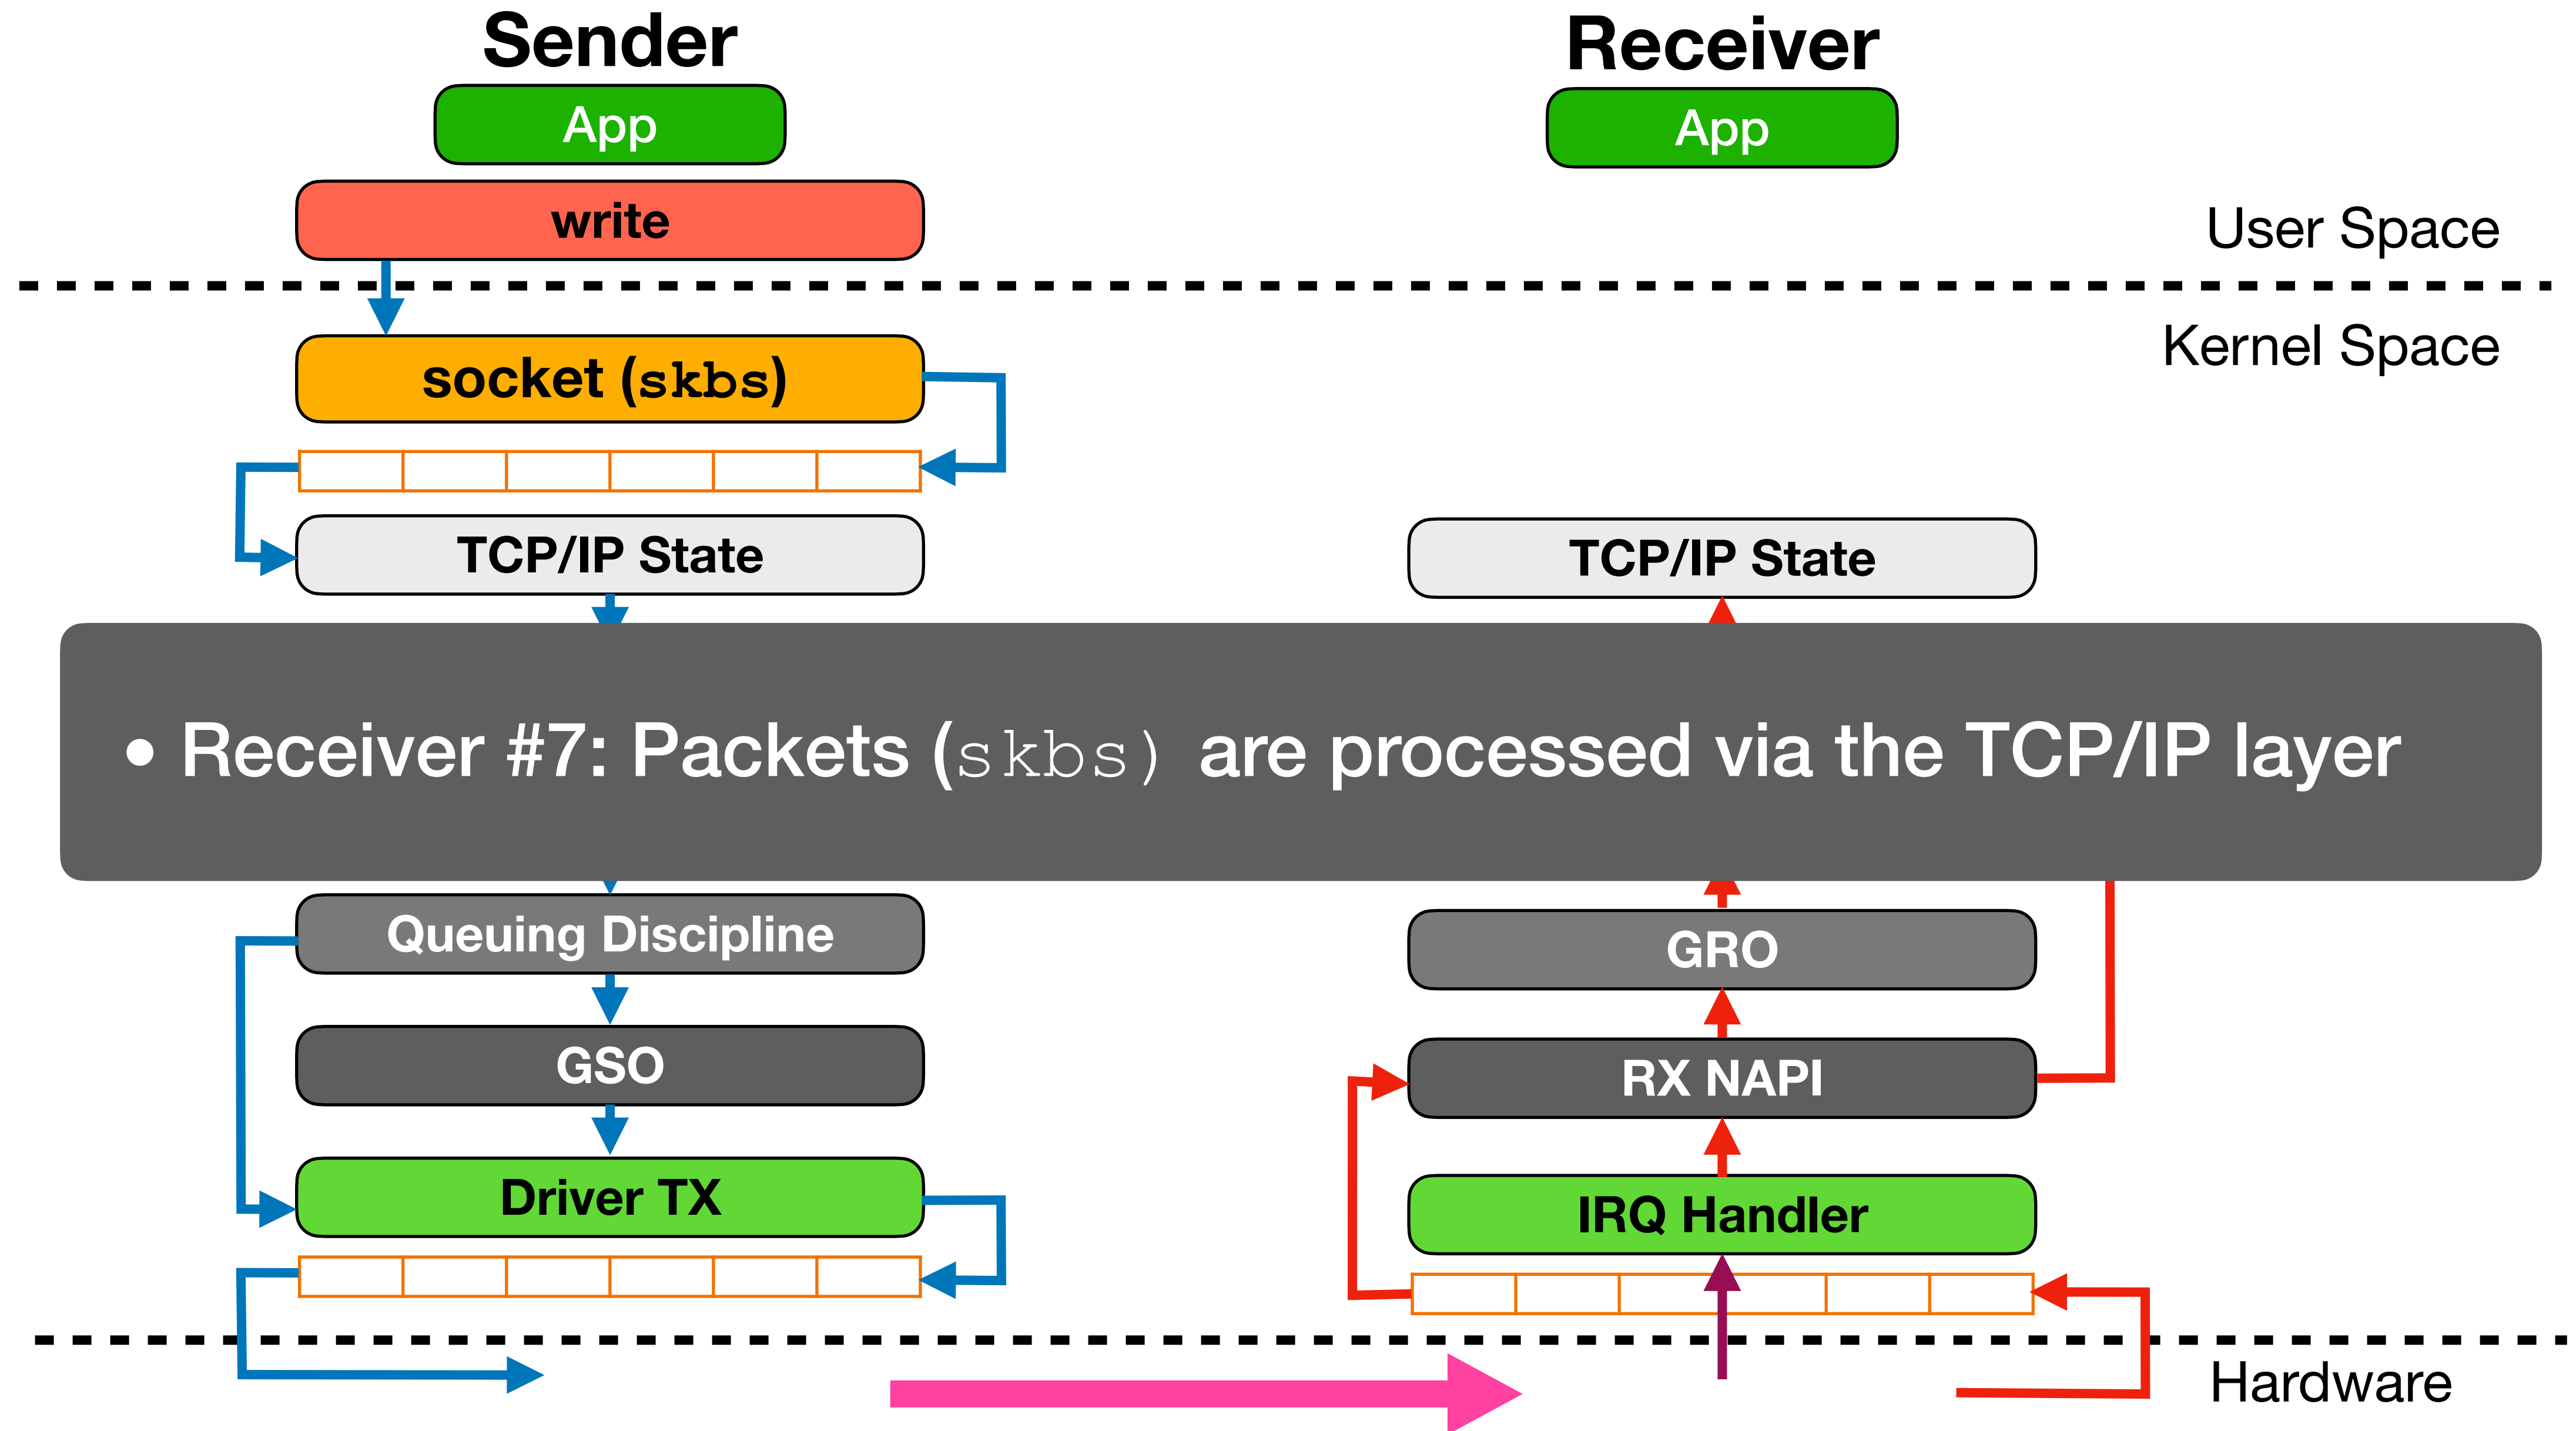 Sender
App
write
socket (skbs)
TCP/IP State
Receiver
App
User Space
Kernel Space
TCP/IP State
• Receiver #7: Packets (skbs) are processed via the TCP/IP layer
Queuing Discipline
GSO
Driver TX
GRO
RX NAPI
IRQ Handler
Hardware